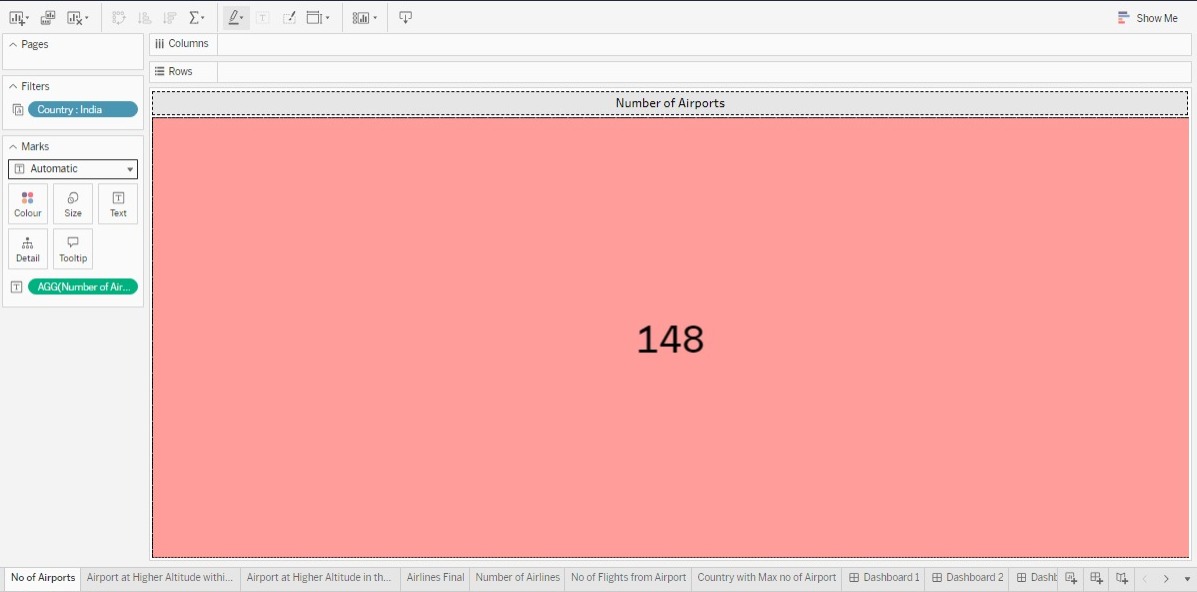 Show Me
Pages
Columns
Rows
Filters
Country : India
Number of Airports
Marks
Automatic
Colour
Size
Text
Detail
Tooltip
AGG(Number of Air...
148
No of Airports
Airport at Higher Altitude withi...
Airport at Higher Altitude in th...
Airlines Final
Number of Airlines
No of Flights from Airport
Country with Max no of Airport
Dashboard 1
Dashboard 2
Dashb